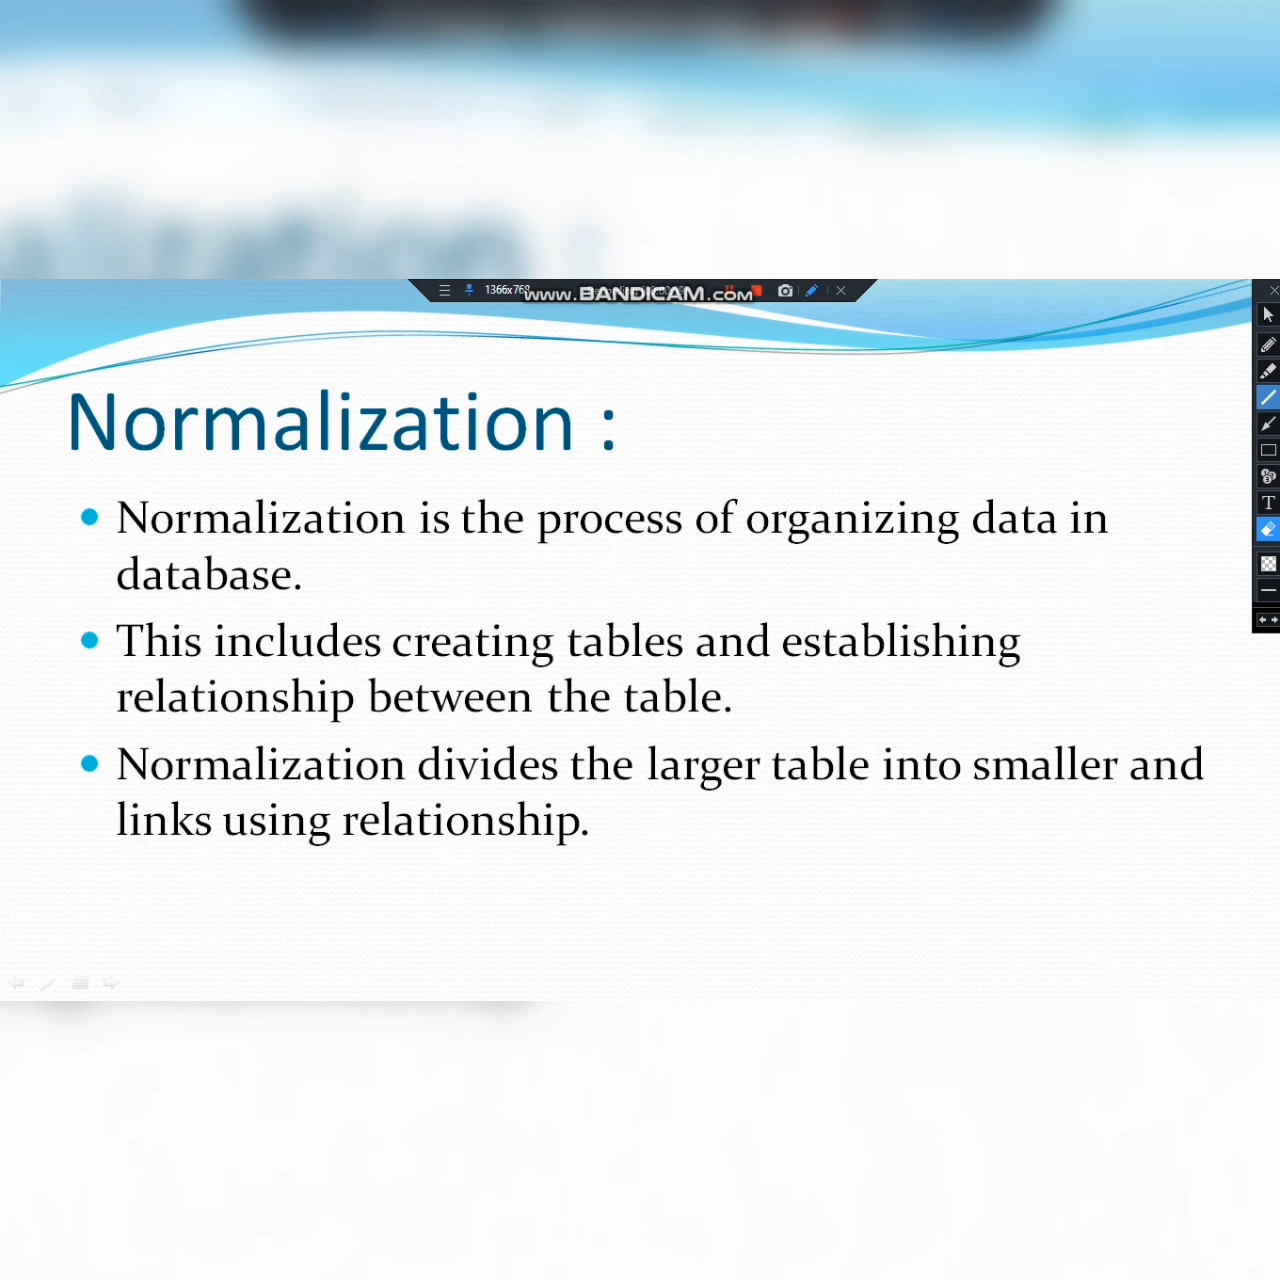 1366x768
www.BANDICAM.com
Normalization :
• Normalization is the process of organizing data in
database.
• This includes creating tables and establishing
relationship between the table.
• Normalization divides the larger table into smaller and
links using relationship.
T